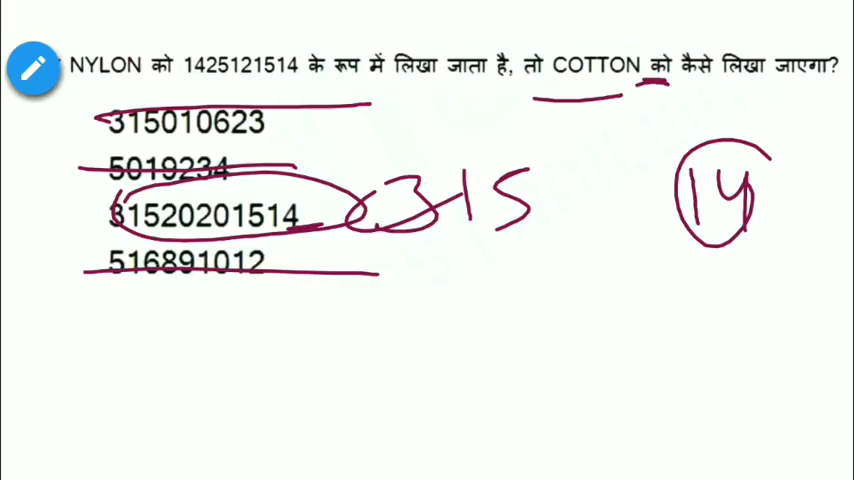 NYLON को 1425121514 के रूप में लिखा जाता है, तो COTTON को कैसे लिखा जाएगा?
315010623
5019234
31520201514 315 14
516891012